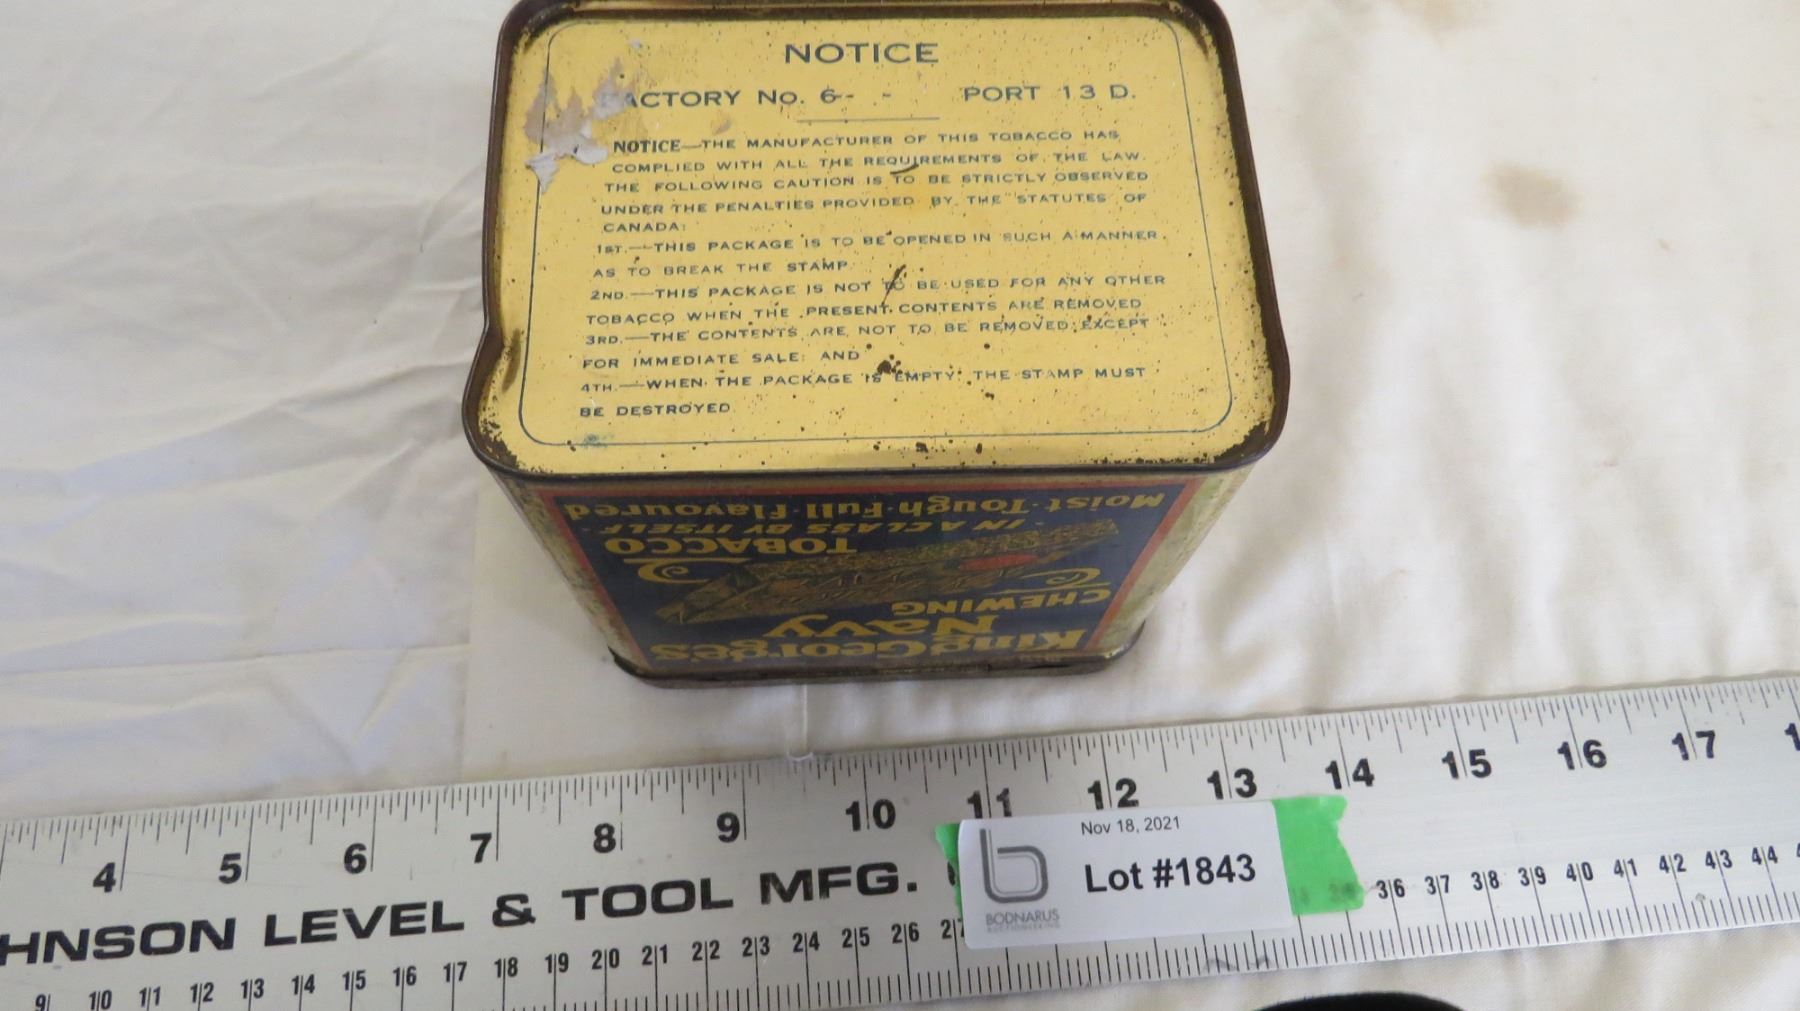 NOTICE
FACTORY No. 6-- - PORT 13 D.
NOTICE—THE MANUFACTURER OF THIS TOBACCO HAS
COMPLIED WITH ALL THE REQUIREMENTS OF THE LAW.
THE FOLLOWING CAUTION IS TO BE STRICTLY OBSERVED
UNDER THE PENALTIES PROVIDED BY THE STATUTES OF
CANADA:
1ST.—THIS PACKAGE IS TO BE OPENED IN SUCH A MANNER
AS TO BREAK THE STAMP
2ND.—THIS PACKAGE IS NOT TO BE USED FOR ANY OTHER
TOBACCO WHEN THE PRESENT CONTENTS ARE REMOVED
3RD.—THE CONTENTS ARE NOT TO BE REMOVED EXCEPT
FOR IMMEDIATE SALE: AND
4TH.—WHEN THE PACKAGE IS EMPTY THE STAMP MUST
BE DESTROYED
King George's
Navy
CHEWING
TOBACCO
- IN A CLASS BY ITSELF -
Moist · Tough · Full Flavoured
4 5 6 7 8 9 10 11 12 13 14 15 16 17
HNSON LEVEL & TOOL MFG.
Nov 18, 2021
Lot #1843
BODNARUS
AUCTIONEERING
9 10 11 12 13 14 15 16 17 18 19 20 21 22 23 24 25 26 27 36 37 38 39 40 41 42 43 44